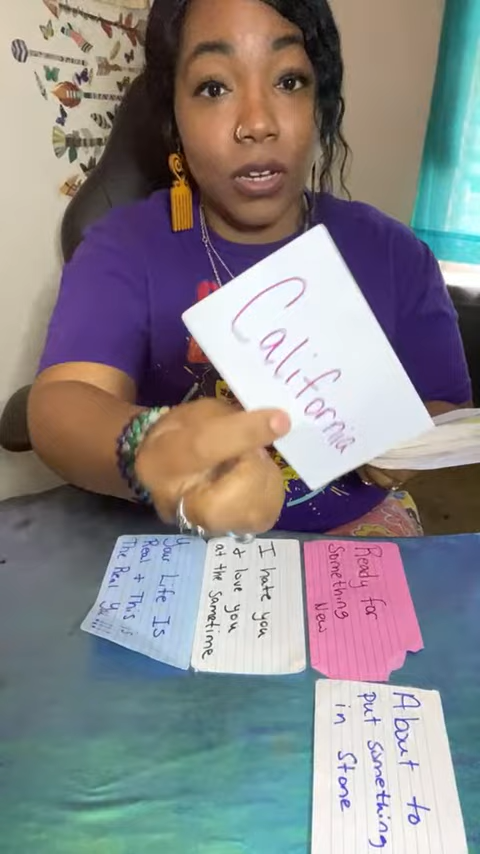 California
Your Life Is
Real + This is
The Real You!!!
I hate you
+ love you
at the sametime
Ready for
Something
New
About to
put something
in Stone